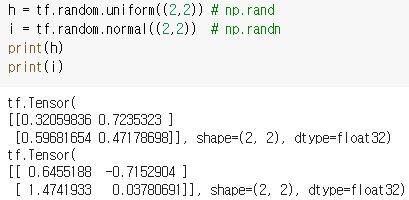 h = tf.random.uniform((2,2)) # np.rand
i = tf.random.normal((2,2))  # np.randn
print(h)
print(i)
tf.Tensor(
[[0.32059836 0.7235323 ]
 [0.59681654 0.47178698]], shape=(2, 2), dtype=float32)
tf.Tensor(
[[ 0.6455188  -0.7152904 ]
 [ 1.4741933   0.03780691]], shape=(2, 2), dtype=float32)